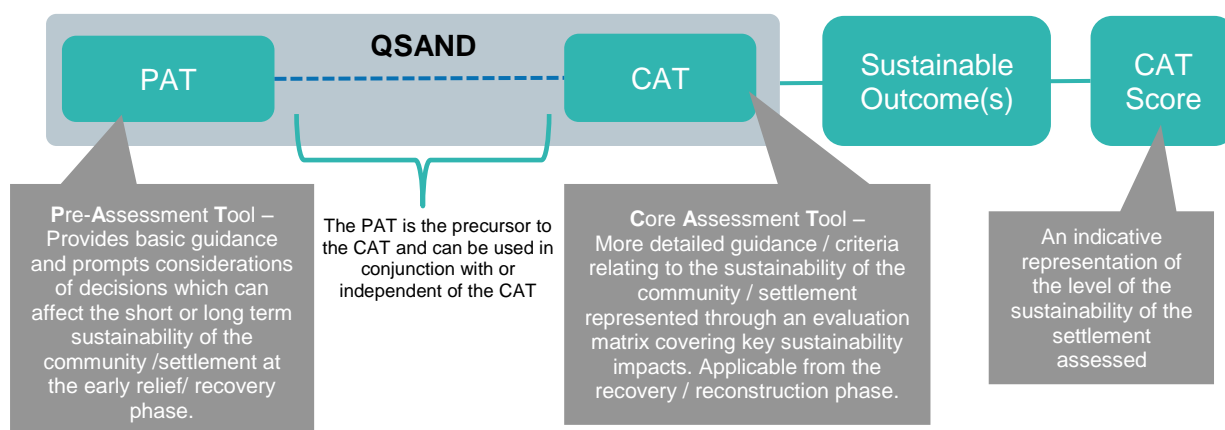 QSAND
PAT
CAT
Sustainable
Outcome(s)
CAT
Score
Pre-Assessment Tool –
Provides basic guidance
and prompts considerations
of decisions which can
affect the short or long term
sustainability of the
community /settlement at
the early relief/ recovery
phase.
The PAT is the precursor to
the CAT and can be used in
conjunction with or
independent of the CAT
Core Assessment Tool –
More detailed guidance / criteria
relating to the sustainability of the
community / settlement
represented through an evaluation
matrix covering key sustainability
impacts. Applicable from the
recovery / reconstruction phase.
An indicative
representation of
the level of the
sustainability of the
settlement
assessed